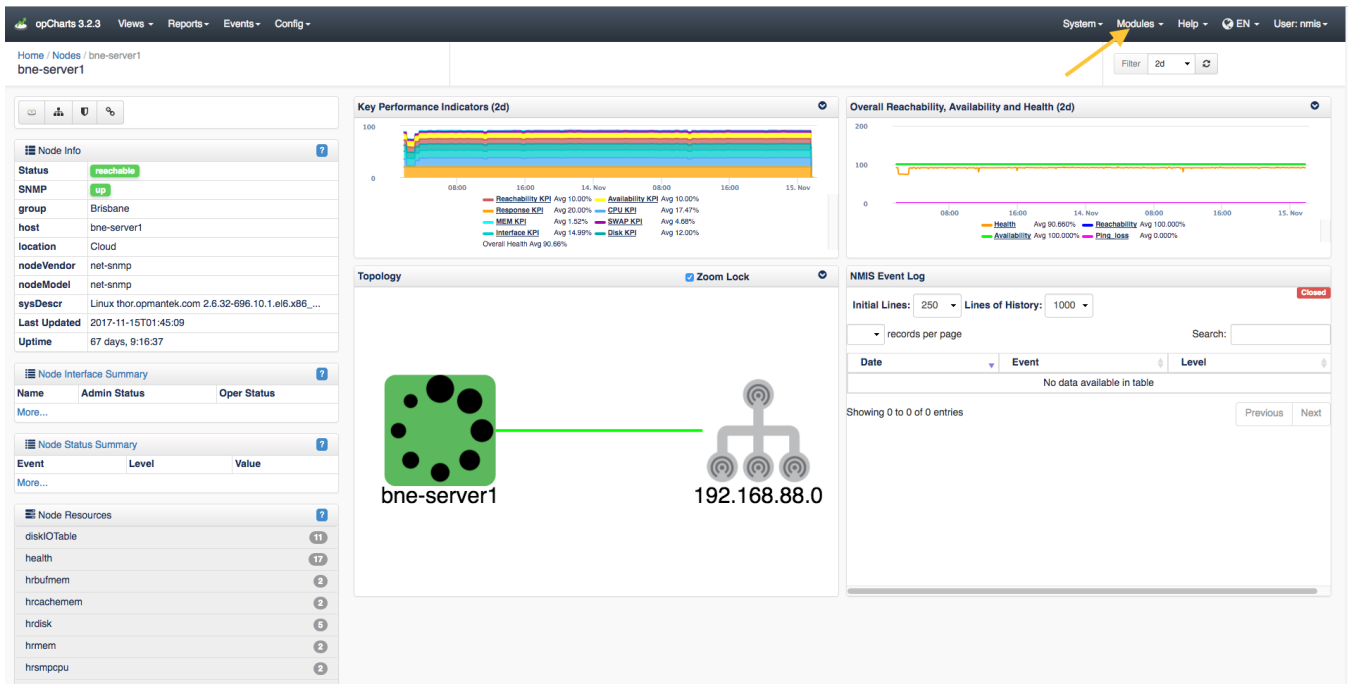 opCharts 3.2.3 Views Reports Events Config System Modules Help EN User: nmis
Home / Nodes / bne-server1
bne-server1
Filter 2d
Node Info ?
Status reachable
SNMP up
group Brisbane
host bne-server1
location Cloud
nodeVendor net-snmp
nodeModel net-snmp
sysDescr Linux thor.opmantek.com 2.6.32-696.10.1.el6.x86_...
Last Updated 2017-11-15T01:45:09
Uptime 67 days, 9:16:37
Node Interface Summary ?
Name Admin Status Oper Status
More...
Node Status Summary ?
Event Level Value
More...
Node Resources ?
diskIOTable 11
health 17
hrbufmem 2
hrcachemem 2
hrdisk 5
hrmem 2
hrsmpcpu 2
Key Performance Indicators (2d)
100
0
08:00 16:00 14. Nov 08:00 16:00 15. Nov
Reachability KPI Avg 10.00% Availability KPI Avg 10.00%
Response KPI Avg 20.00% CPU KPI Avg 17.47%
MEM KPI Avg 1.52% SWAP KPI Avg 4.68%
Interface KPI Avg 14.99% Disk KPI Avg 12.00%
Overall Health Avg 90.66%
Overall Reachability, Availability and Health (2d)
200
100
0
08:00 16:00 14. Nov 08:00 16:00 15. Nov
Health Avg 90.660% Reachability Avg 100.000%
Availability Avg 100.000% Ping_loss Avg 0.000%
Topology Zoom Lock
bne-server1 192.168.88.0
NMIS Event Log
Closed
Initial Lines: 250 Lines of History: 1000
records per page Search:
Date Event Level
No data available in table
Showing 0 to 0 of 0 entries Previous Next